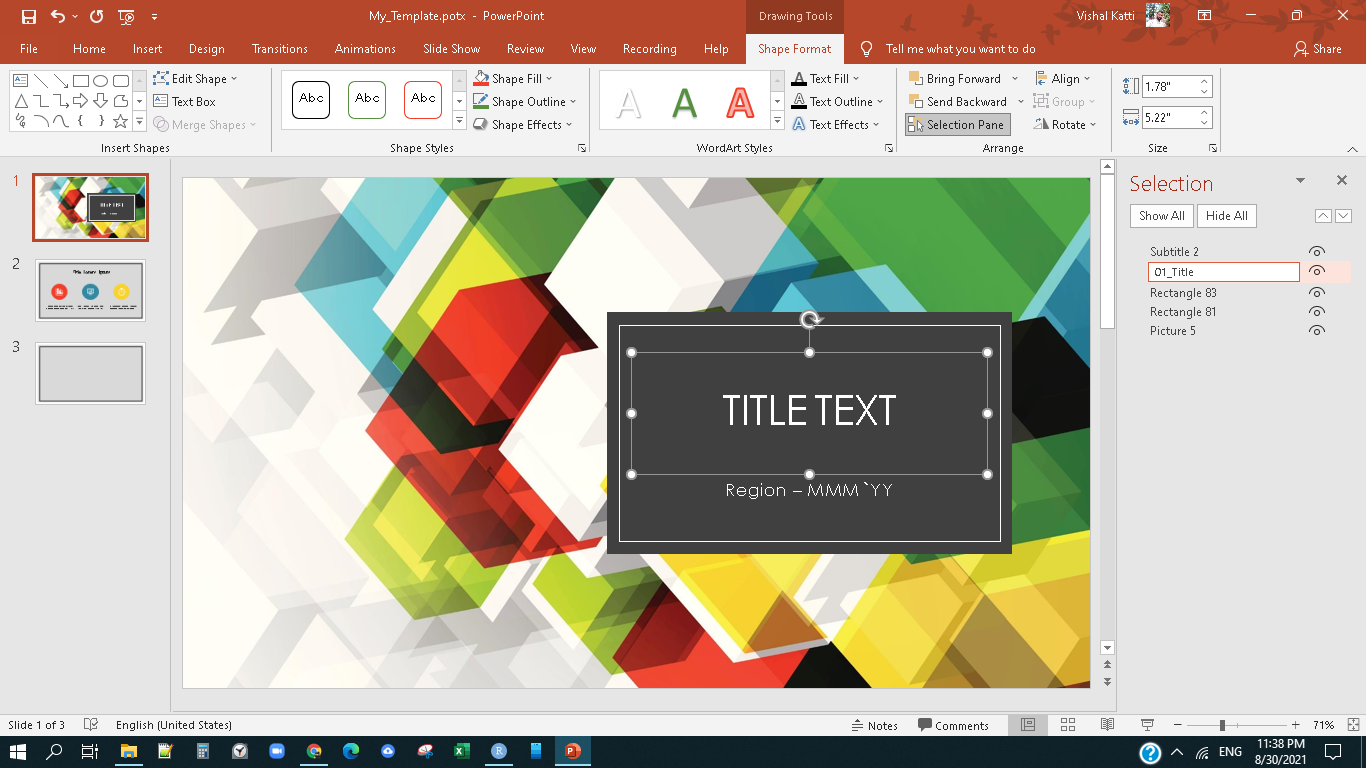 My_Template.potx - PowerPoint
Drawing Tools
Vishal Katti
File Home Insert Design Transitions Animations Slide Show Review View Recording Help Shape Format Tell me what you want to do Share
Edit Shape
Text Box
Merge Shapes
Insert Shapes
Abc Abc Abc
Shape Fill
Shape Outline
Shape Effects
Shape Styles
A A A
Text Fill
Text Outline
Text Effects
WordArt Styles
Bring Forward
Send Backward
Selection Pane
Align
Group
Rotate
Arrange
1.78"
5.22"
Size
1
TITLE TEXT
2
3
TITLE TEXT
Region – MMM`YY
Selection
Show All Hide All
Subtitle 2
01_Title
Rectangle 83
Rectangle 81
Picture 5
Slide 1 of 3 English (United States) Notes Comments 71%
ENG
11:38 PM
8/30/2021